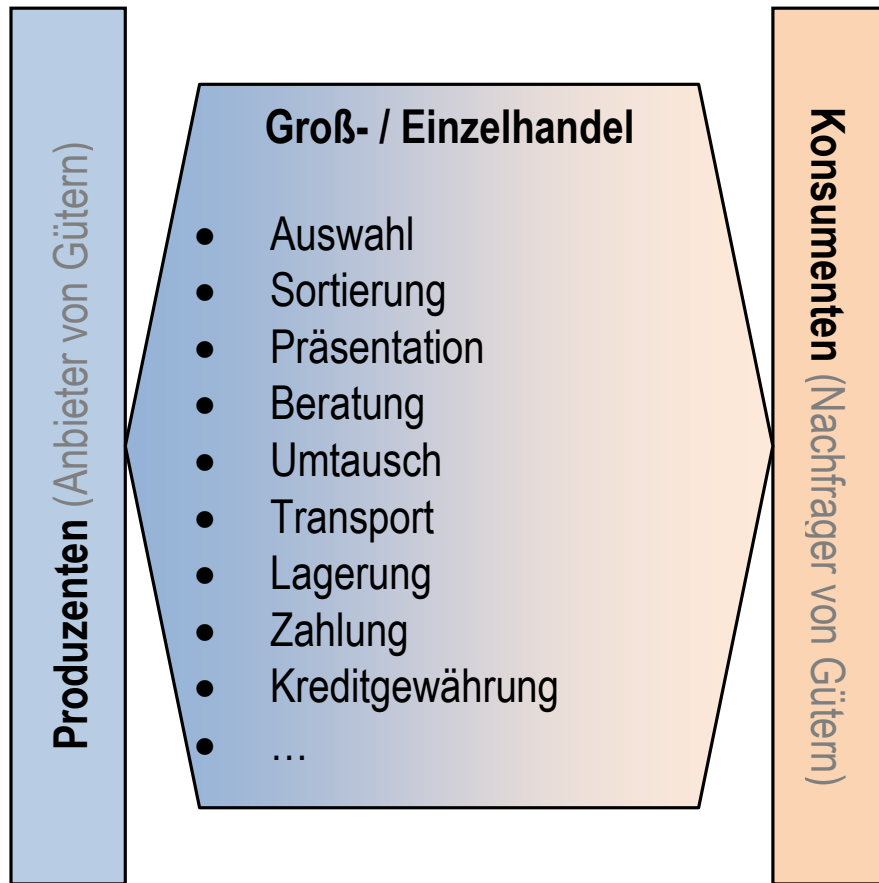 Produzenten (Anbieter von Gütern)
Groß- / Einzelhandel
● Auswahl
● Sortierung
● Präsentation
● Beratung
● Umtausch
● Transport
● Lagerung
● Zahlung
● Kreditgewährung
● …
Konsumenten (Nachfrager von Gütern)